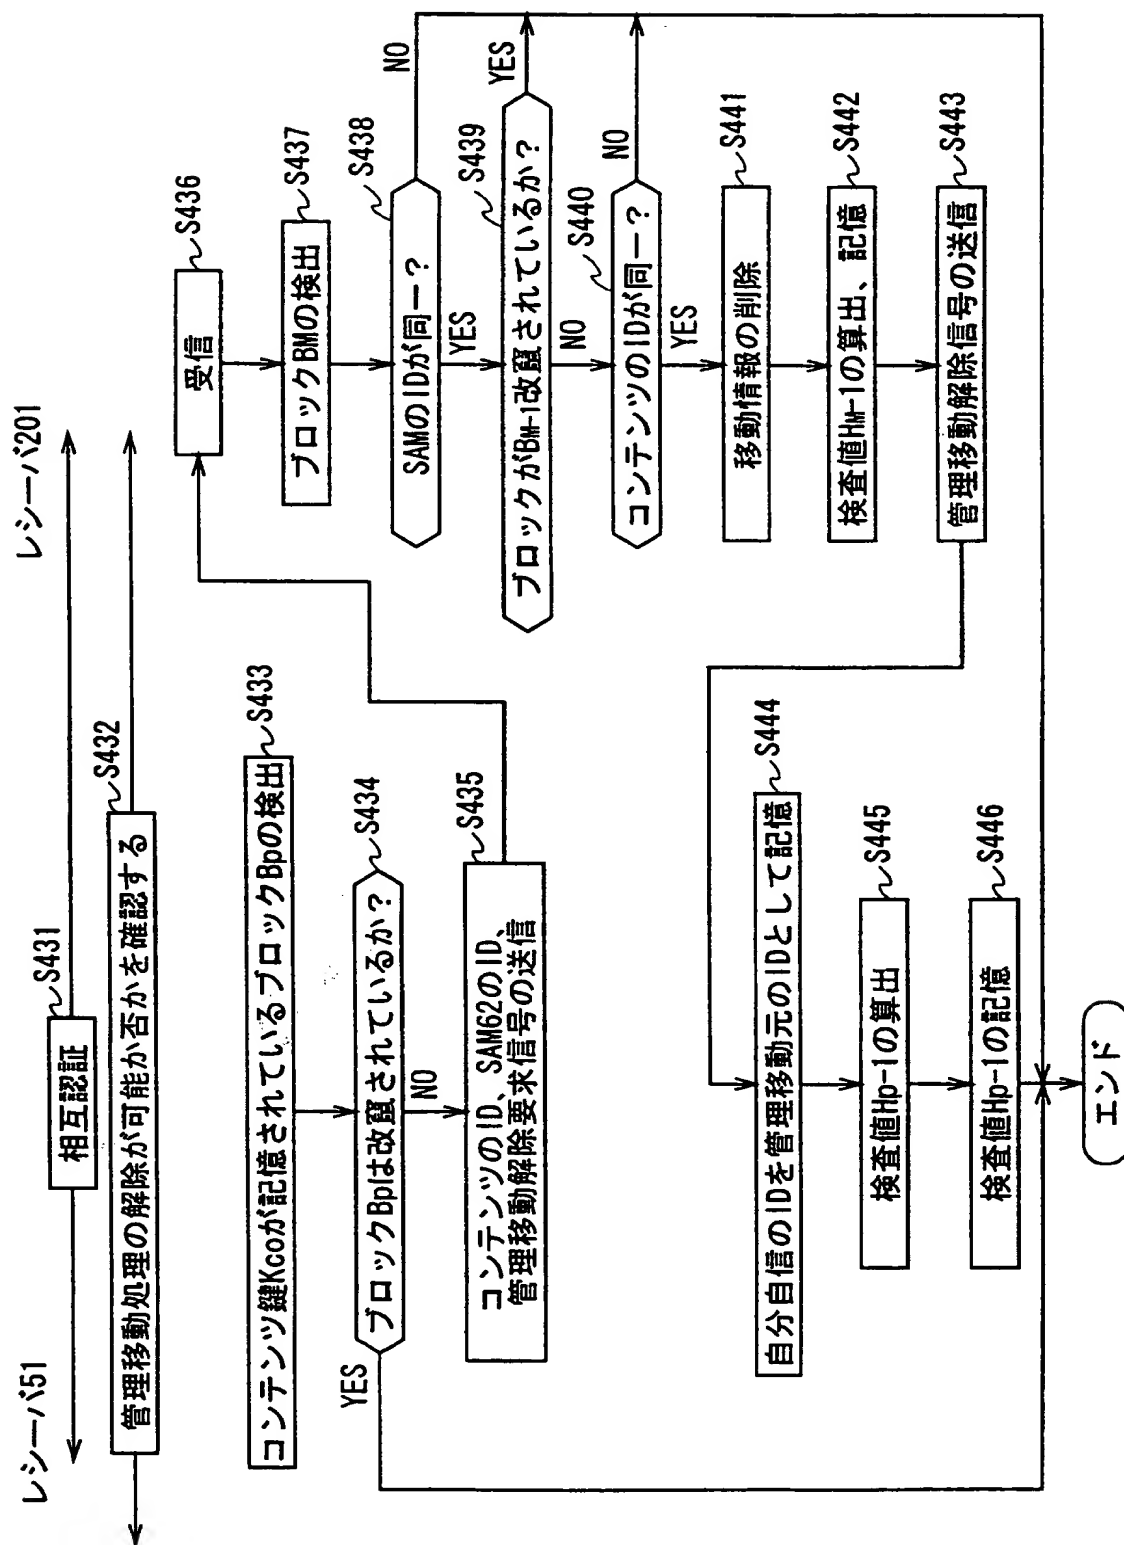 レシーバ51
レシーバ201
相互認証
S431
管理移動処理の解除が可能か否かを確認する
S432
コンテンツ鍵Kcoが記憶されているブロックBpの検出
S433
ブロックBpは改竄されているか?
S434
YES
NO
コンテンツのID、SAM62のID、
管理移動解除要求信号の送信
S435
受信
S436
ブロックBMの検出
S437
SAMのIDが同一?
S438
NO
YES
ブロックがBM-1改竄されているか?
S439
YES
NO
コンテンツのIDが同一?
S440
NO
YES
移動情報の削除
S441
検査値HM-1の算出、記憶
S442
管理移動解除信号の送信
S443
自分自信のIDを管理移動元のIDとして記憶
S444
検査値Hp-1の算出
S445
検査値Hp-1の記憶
S446
エンド